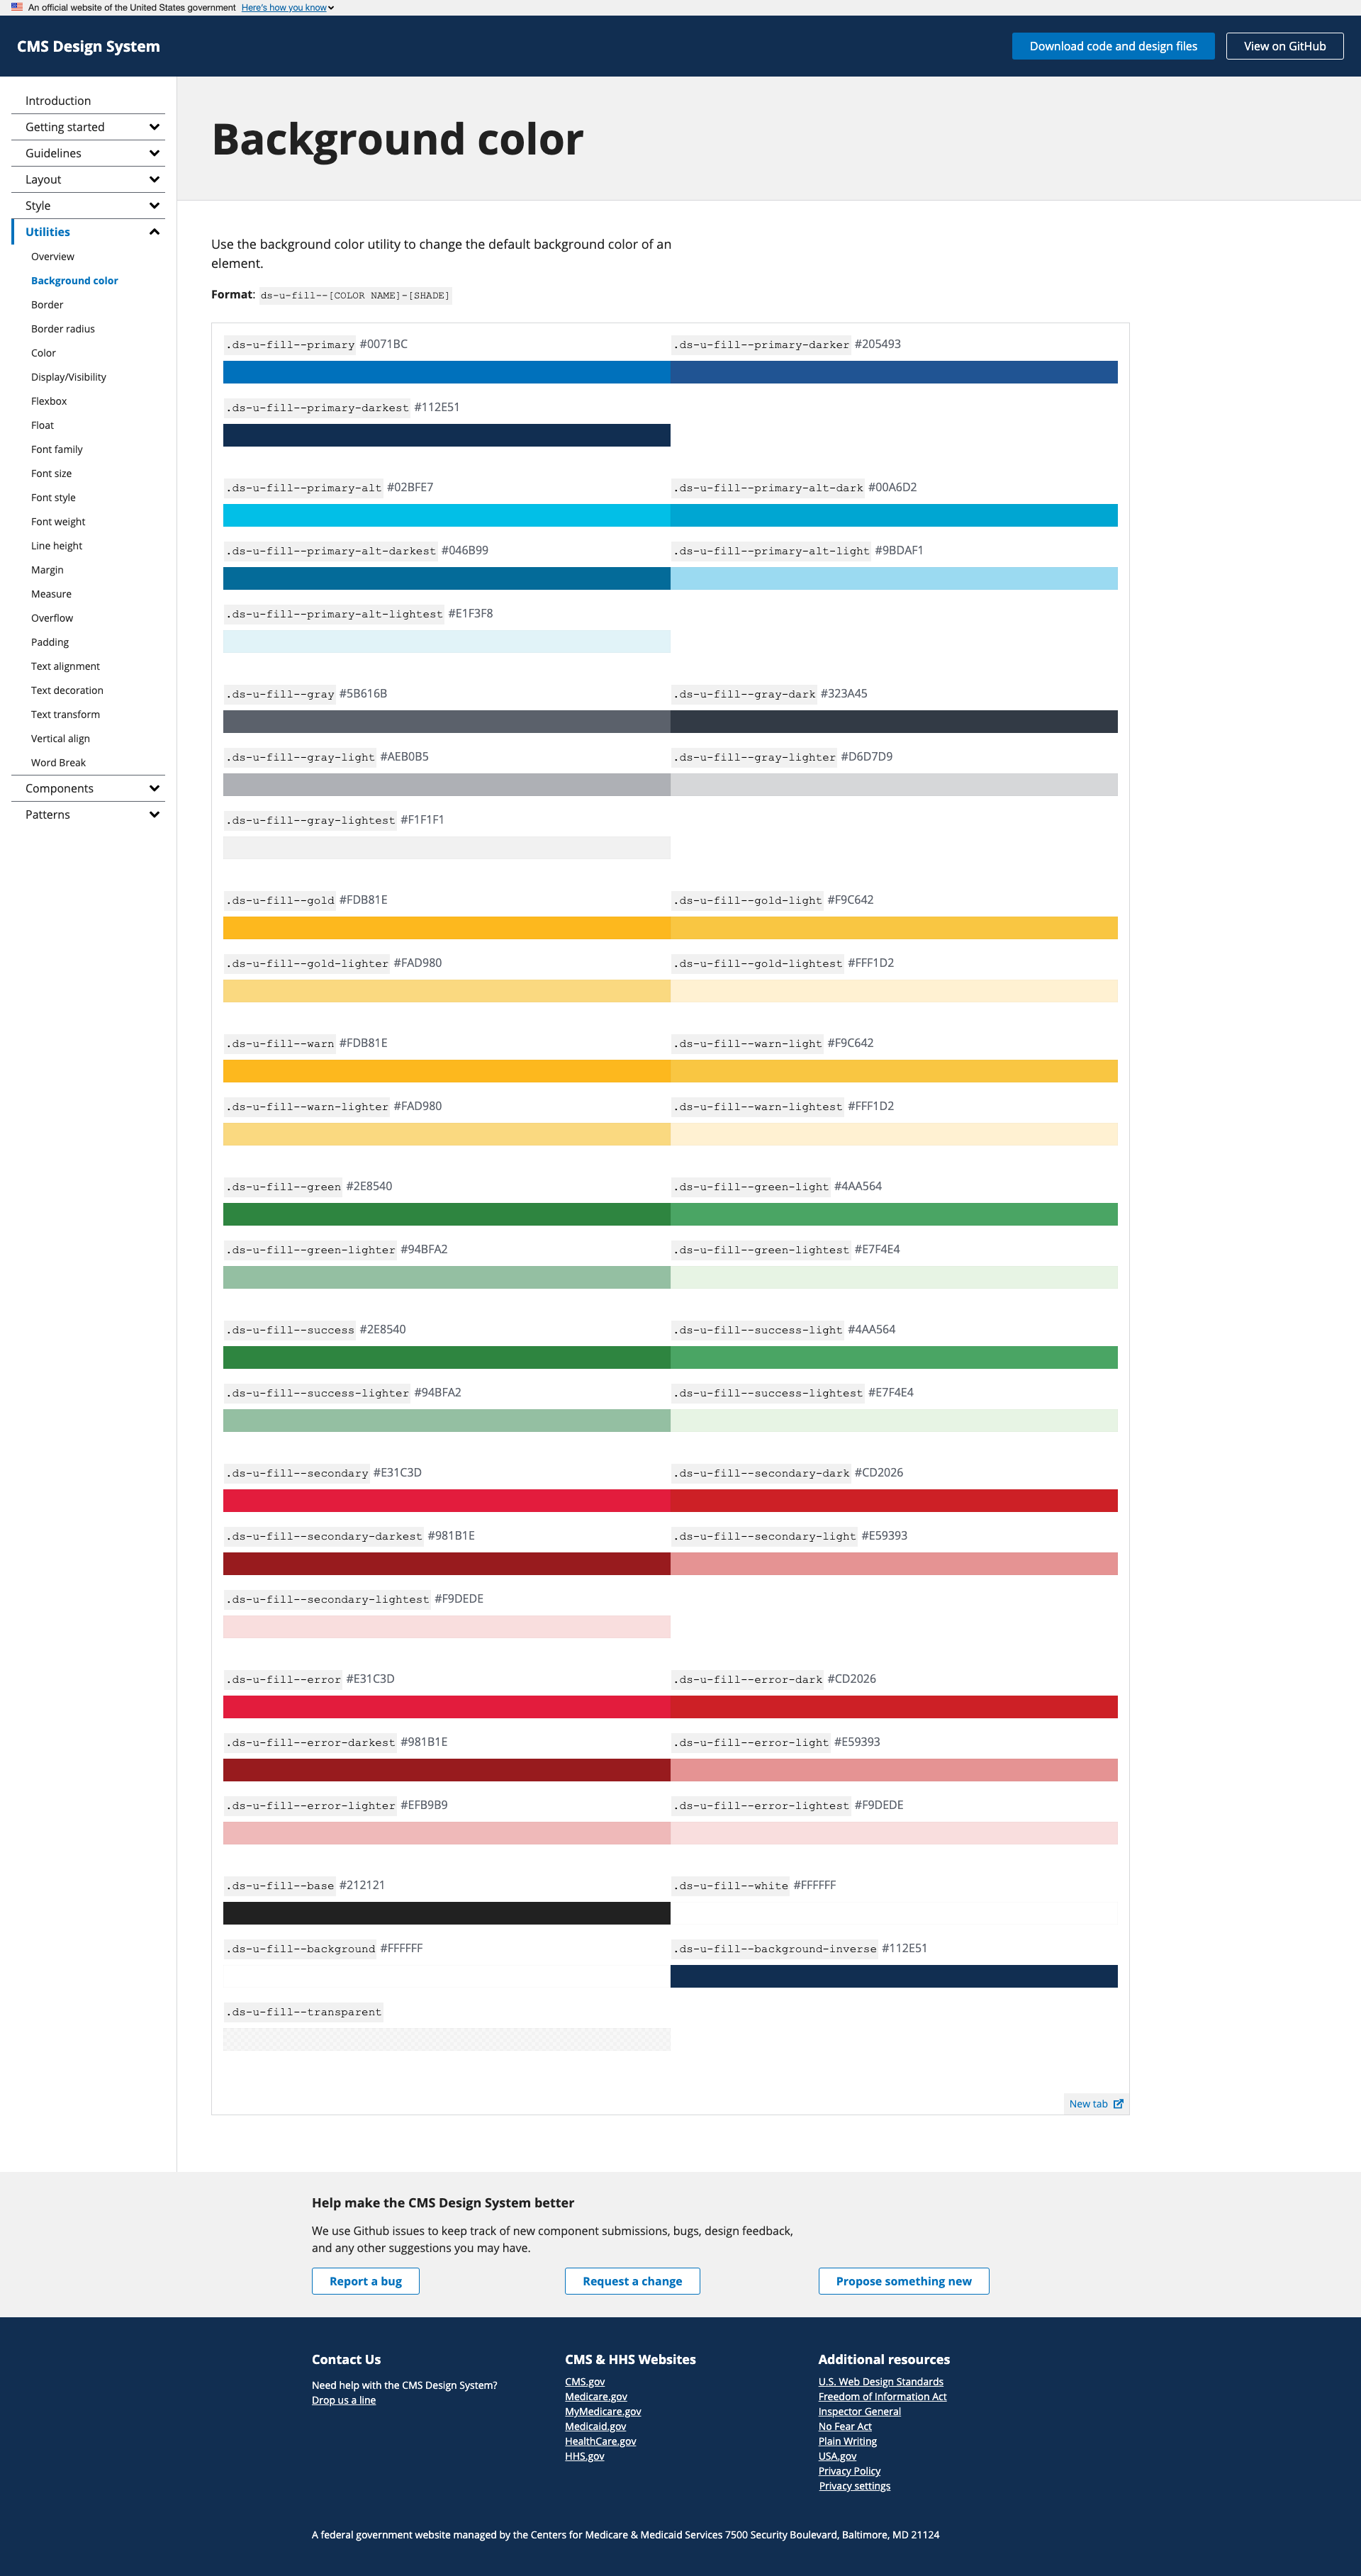 An official website of the United States government Here's how you know
CMS Design System
Download code and design files
View on GitHub
Introduction
Getting started
Guidelines
Layout
Style
Utilities
Overview
Background color
Border
Border radius
Color
Display/Visibility
Flexbox
Float
Font family
Font size
Font style
Font weight
Line height
Margin
Measure
Overflow
Padding
Text alignment
Text decoration
Text transform
Vertical align
Word Break
Components
Patterns
Background color
Use the background color utility to change the default background color of an
element.
Format: ds-u-fill--[COLOR NAME]-[SHADE]
.ds-u-fill--primary #0071BC
.ds-u-fill--primary-darker #205493
.ds-u-fill--primary-darkest #112E51
.ds-u-fill--primary-alt #02BFE7
.ds-u-fill--primary-alt-dark #00A6D2
.ds-u-fill--primary-alt-darkest #046B99
.ds-u-fill--primary-alt-light #9BDAF1
.ds-u-fill--primary-alt-lightest #E1F3F8
.ds-u-fill--gray #5B616B
.ds-u-fill--gray-dark #323A45
.ds-u-fill--gray-light #AEB0B5
.ds-u-fill--gray-lighter #D6D7D9
.ds-u-fill--gray-lightest #F1F1F1
.ds-u-fill--gold #FDB81E
.ds-u-fill--gold-light #F9C642
.ds-u-fill--gold-lighter #FAD980
.ds-u-fill--gold-lightest #FFF1D2
.ds-u-fill--warn #FDB81E
.ds-u-fill--warn-light #F9C642
.ds-u-fill--warn-lighter #FAD980
.ds-u-fill--warn-lightest #FFF1D2
.ds-u-fill--green #2E8540
.ds-u-fill--green-light #4AA564
.ds-u-fill--green-lighter #94BFA2
.ds-u-fill--green-lightest #E7F4E4
.ds-u-fill--success #2E8540
.ds-u-fill--success-light #4AA564
.ds-u-fill--success-lighter #94BFA2
.ds-u-fill--success-lightest #E7F4E4
.ds-u-fill--secondary #E31C3D
.ds-u-fill--secondary-dark #CD2026
.ds-u-fill--secondary-darkest #981B1E
.ds-u-fill--secondary-light #E59393
.ds-u-fill--secondary-lightest #F9DEDE
.ds-u-fill--error #E31C3D
.ds-u-fill--error-dark #CD2026
.ds-u-fill--error-darkest #981B1E
.ds-u-fill--error-light #E59393
.ds-u-fill--error-lighter #EFB9B9
.ds-u-fill--error-lightest #F9DEDE
.ds-u-fill--base #212121
.ds-u-fill--white #FFFFFF
.ds-u-fill--background #FFFFFF
.ds-u-fill--background-inverse #112E51
.ds-u-fill--transparent
New tab
Help make the CMS Design System better
We use Github issues to keep track of new component submissions, bugs, design feedback,
and any other suggestions you may have.
Report a bug
Request a change
Propose something new
Contact Us
Need help with the CMS Design System?
Drop us a line
CMS & HHS Websites
CMS.gov
Medicare.gov
MyMedicare.gov
Medicaid.gov
HealthCare.gov
HHS.gov
Additional resources
U.S. Web Design Standards
Freedom of Information Act
Inspector General
No Fear Act
Plain Writing
USA.gov
Privacy Policy
Privacy settings
A federal government website managed by the Centers for Medicare & Medicaid Services 7500 Security Boulevard, Baltimore, MD 21124